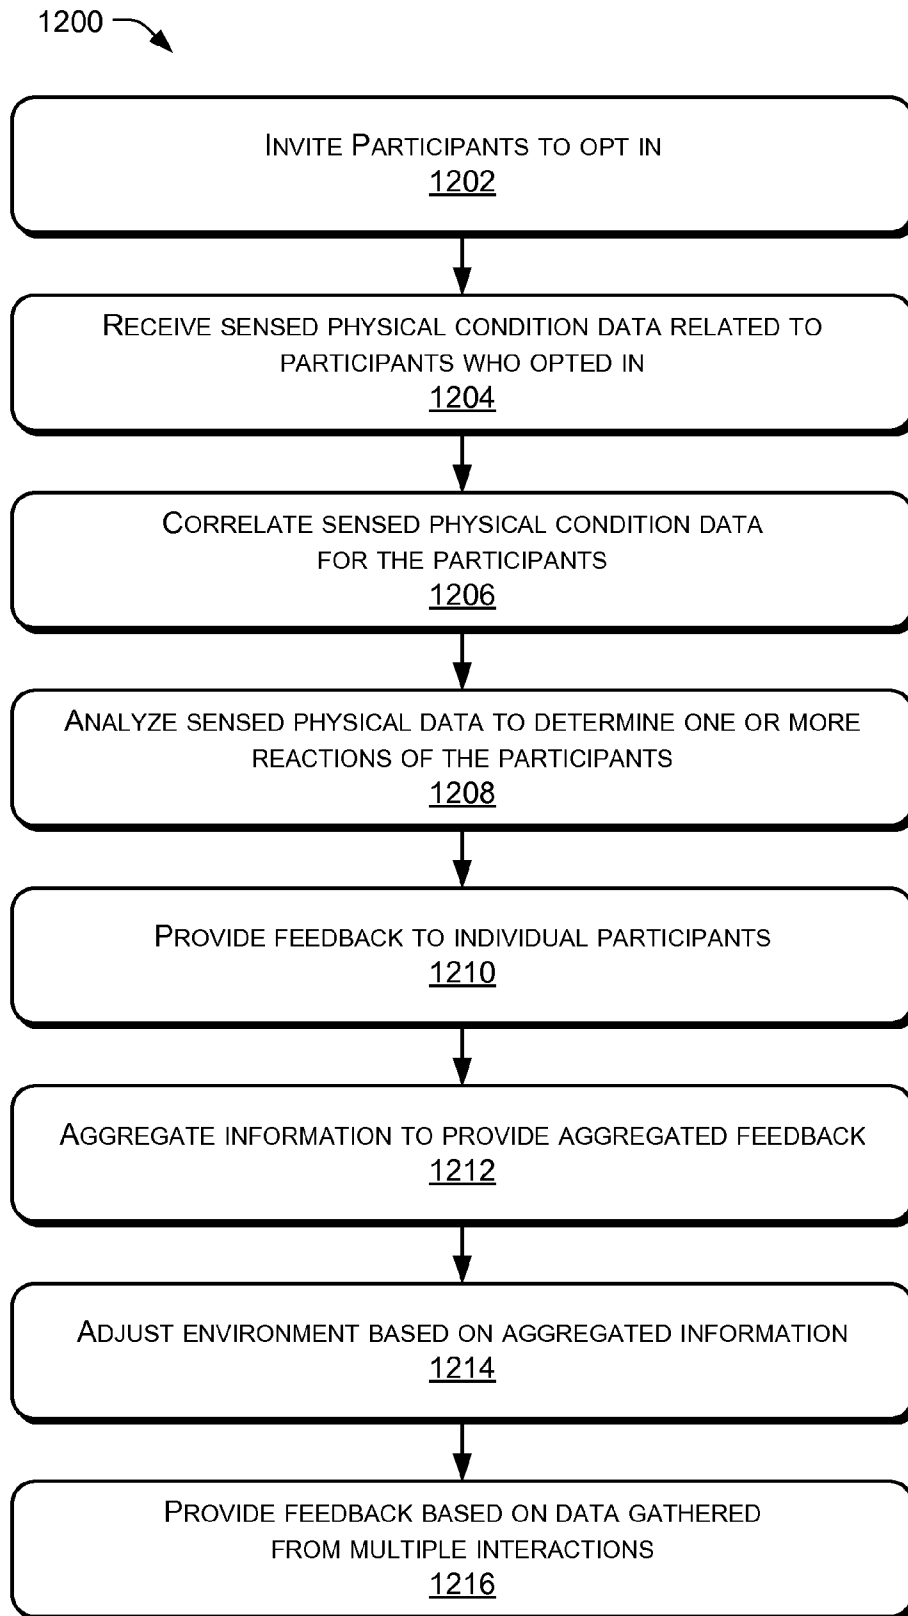 1200
INVITE PARTICIPANTS TO OPT IN
1202
RECEIVE SENSED PHYSICAL CONDITION DATA RELATED TO
PARTICIPANTS WHO OPTED IN
1204
CORRELATE SENSED PHYSICAL CONDITION DATA
FOR THE PARTICIPANTS
1206
ANALYZE SENSED PHYSICAL DATA TO DETERMINE ONE OR MORE
REACTIONS OF THE PARTICIPANTS
1208
PROVIDE FEEDBACK TO INDIVIDUAL PARTICIPANTS
1210
AGGREGATE INFORMATION TO PROVIDE AGGREGATED FEEDBACK
1212
ADJUST ENVIRONMENT BASED ON AGGREGATED INFORMATION
1214
PROVIDE FEEDBACK BASED ON DATA GATHERED
FROM MULTIPLE INTERACTIONS
1216